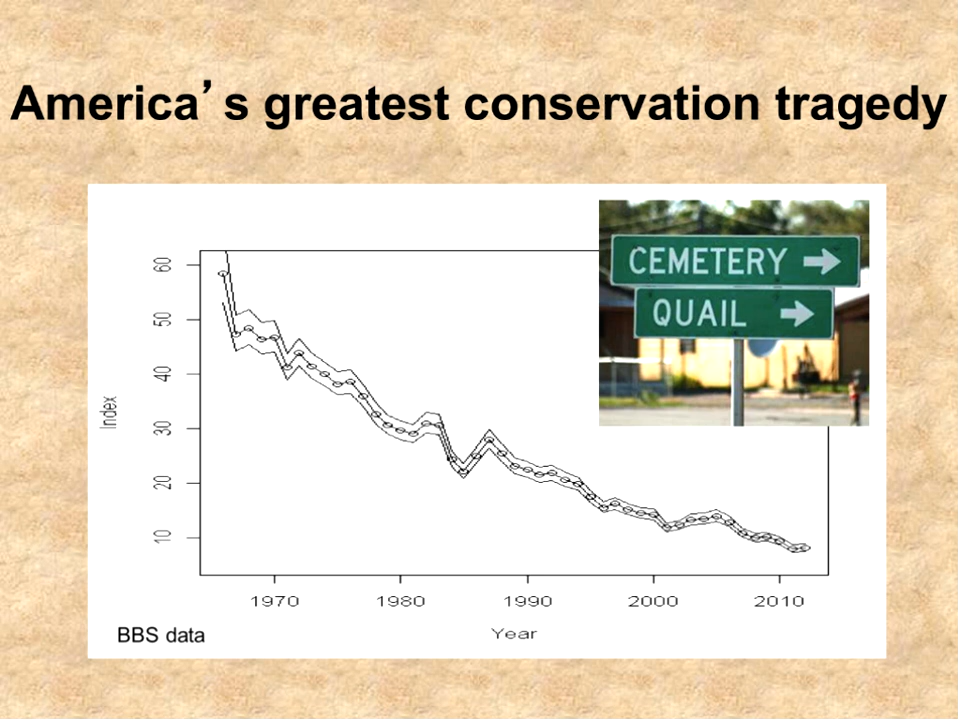 America's greatest conservation tragedy
CEMETERY
QUAIL
60
50
40
30
20
10
Index
1970 1980 1990 2000 2010
Year
BBS data